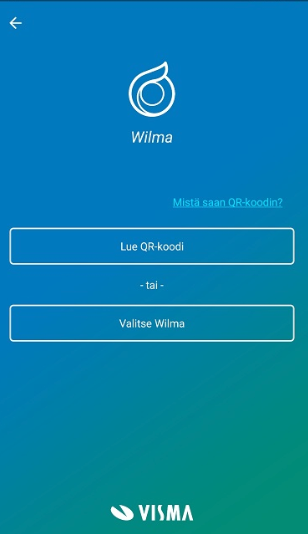 Wilma
Mistä saan QR-koodin?
Lue QR-koodi
- tai -
Valitse Wilma
VISMA